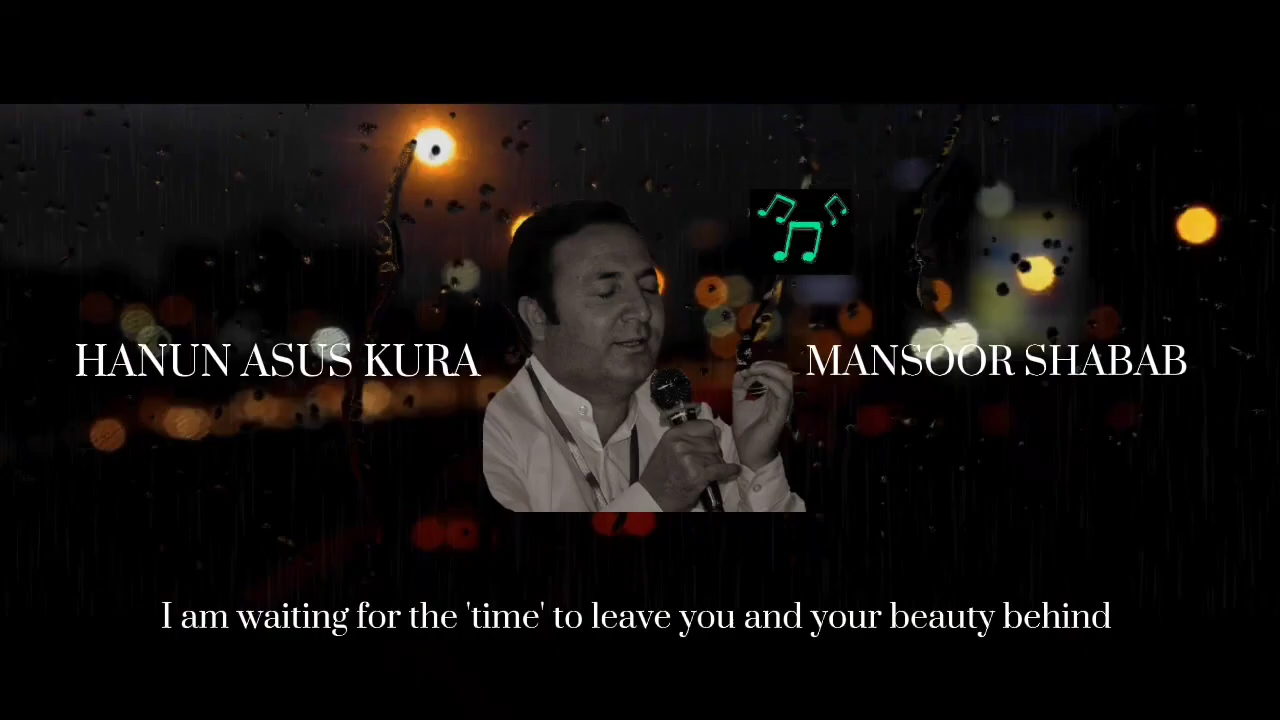 HANUN ASUS KURA
MANSOOR SHABAB
I am waiting for the 'time' to leave you and your beauty behind